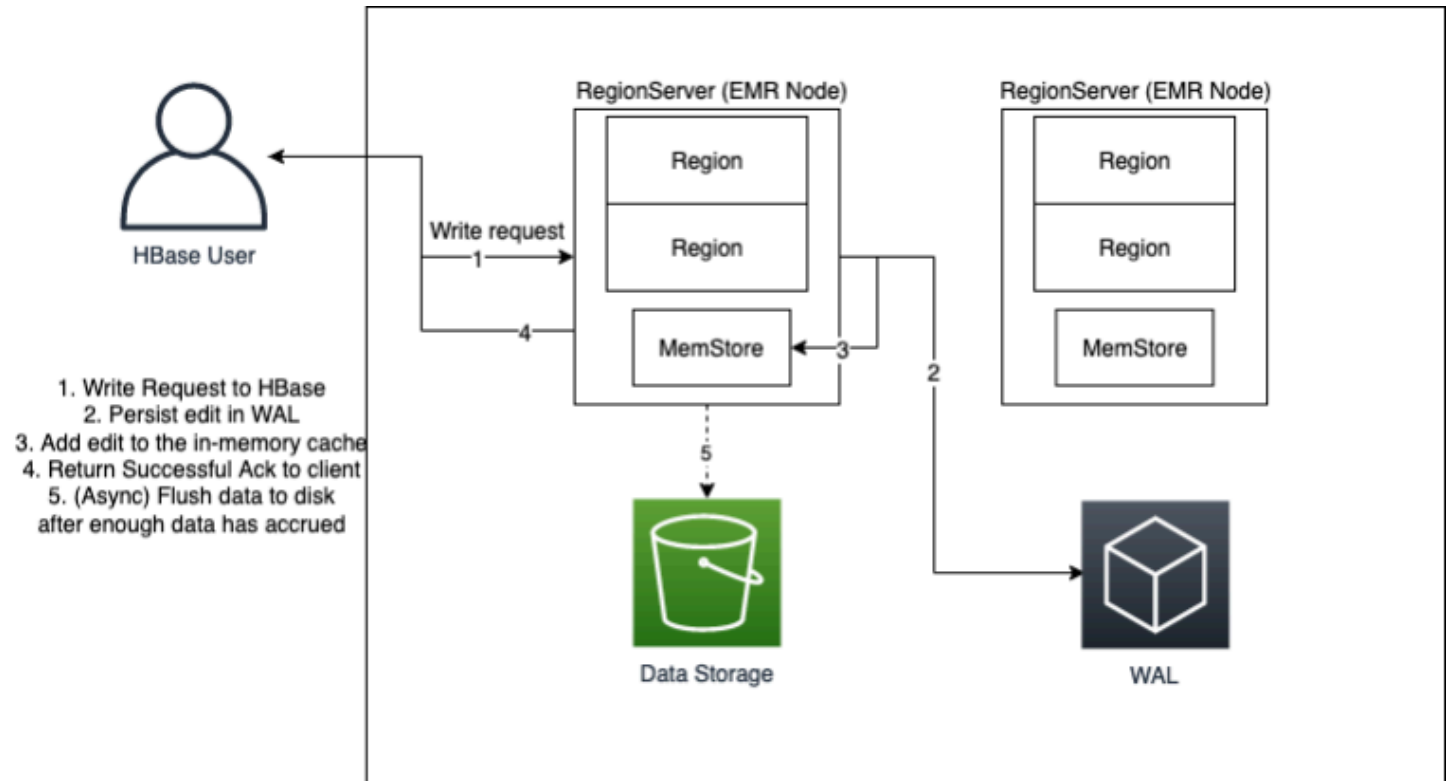 RegionServer (EMR Node)
RegionServer (EMR Node)
Region
Region
Region
Region
MemStore
MemStore
HBase User
Write request
1
4
3
2
5
1. Write Request to HBase
2. Persist edit in WAL
3. Add edit to the in-memory cache
4. Return Successful Ack to client
5. (Async) Flush data to disk
after enough data has accrued
Data Storage
WAL